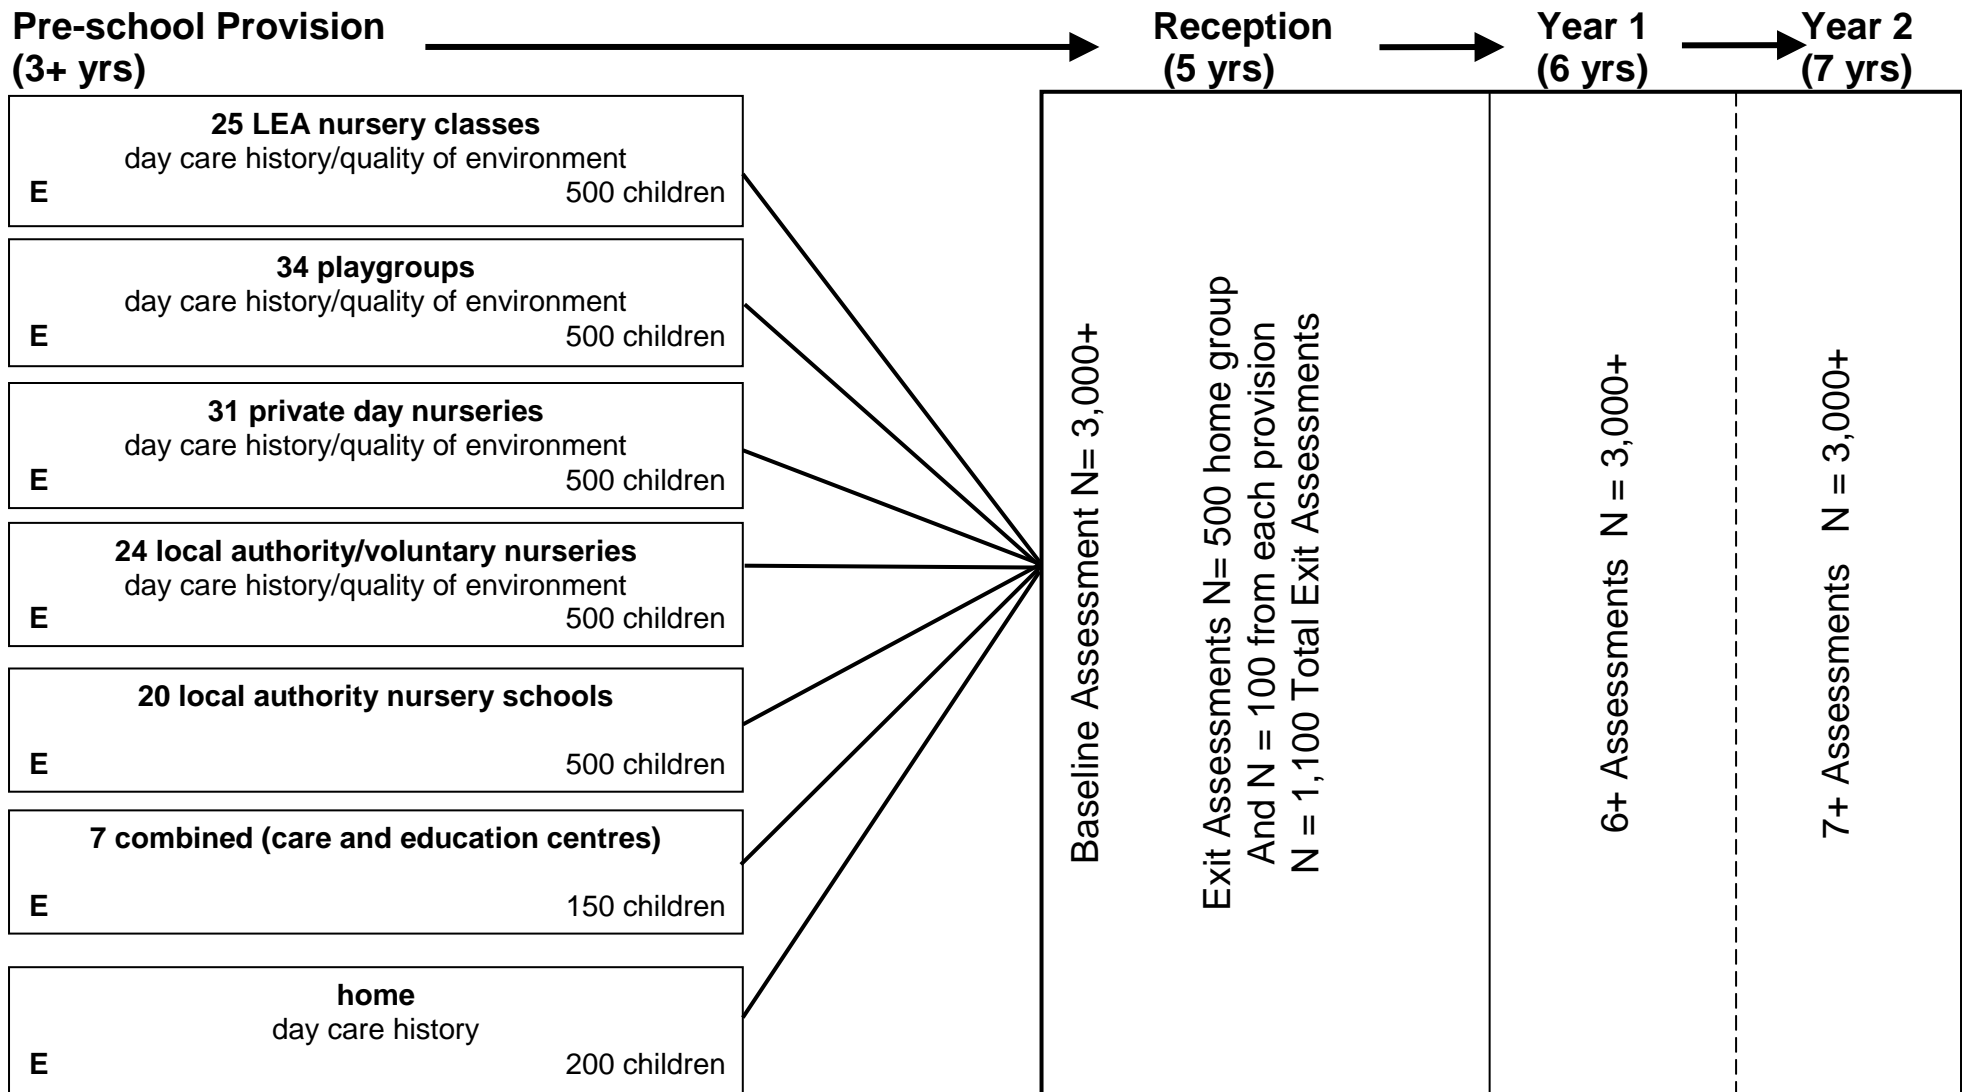 Pre-school Provision
(3+ yrs)
Reception
(5 yrs)
Year 1
(6 yrs)
Year 2
(7 yrs)
25 LEA nursery classes
day care history/quality of environment
E 500 children
34 playgroups
day care history/quality of environment
E 500 children
31 private day nurseries
day care history/quality of environment
E 500 children
24 local authority/voluntary nurseries
day care history/quality of environment
E 500 children
20 local authority nursery schools
E 500 children
7 combined (care and education centres)
E 150 children
home
day care history
E 200 children
Baseline Assessment N= 3,000+
Exit Assessments N= 500 home group
And N = 100 from each provision
N = 1,100 Total Exit Assessments
6+ Assessments N = 3,000+
7+ Assessments N = 3,000+